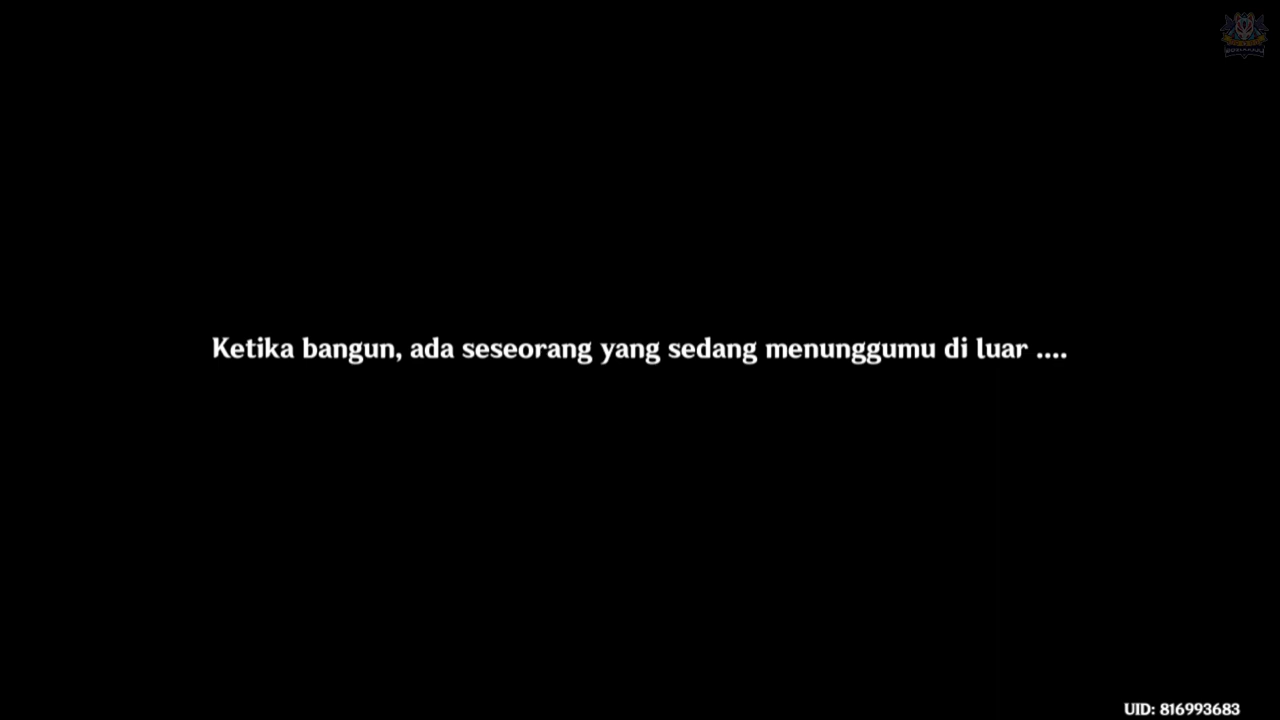 Ketika bangun, ada seseorang yang sedang menunggumu di luar ....
UID: 816993683